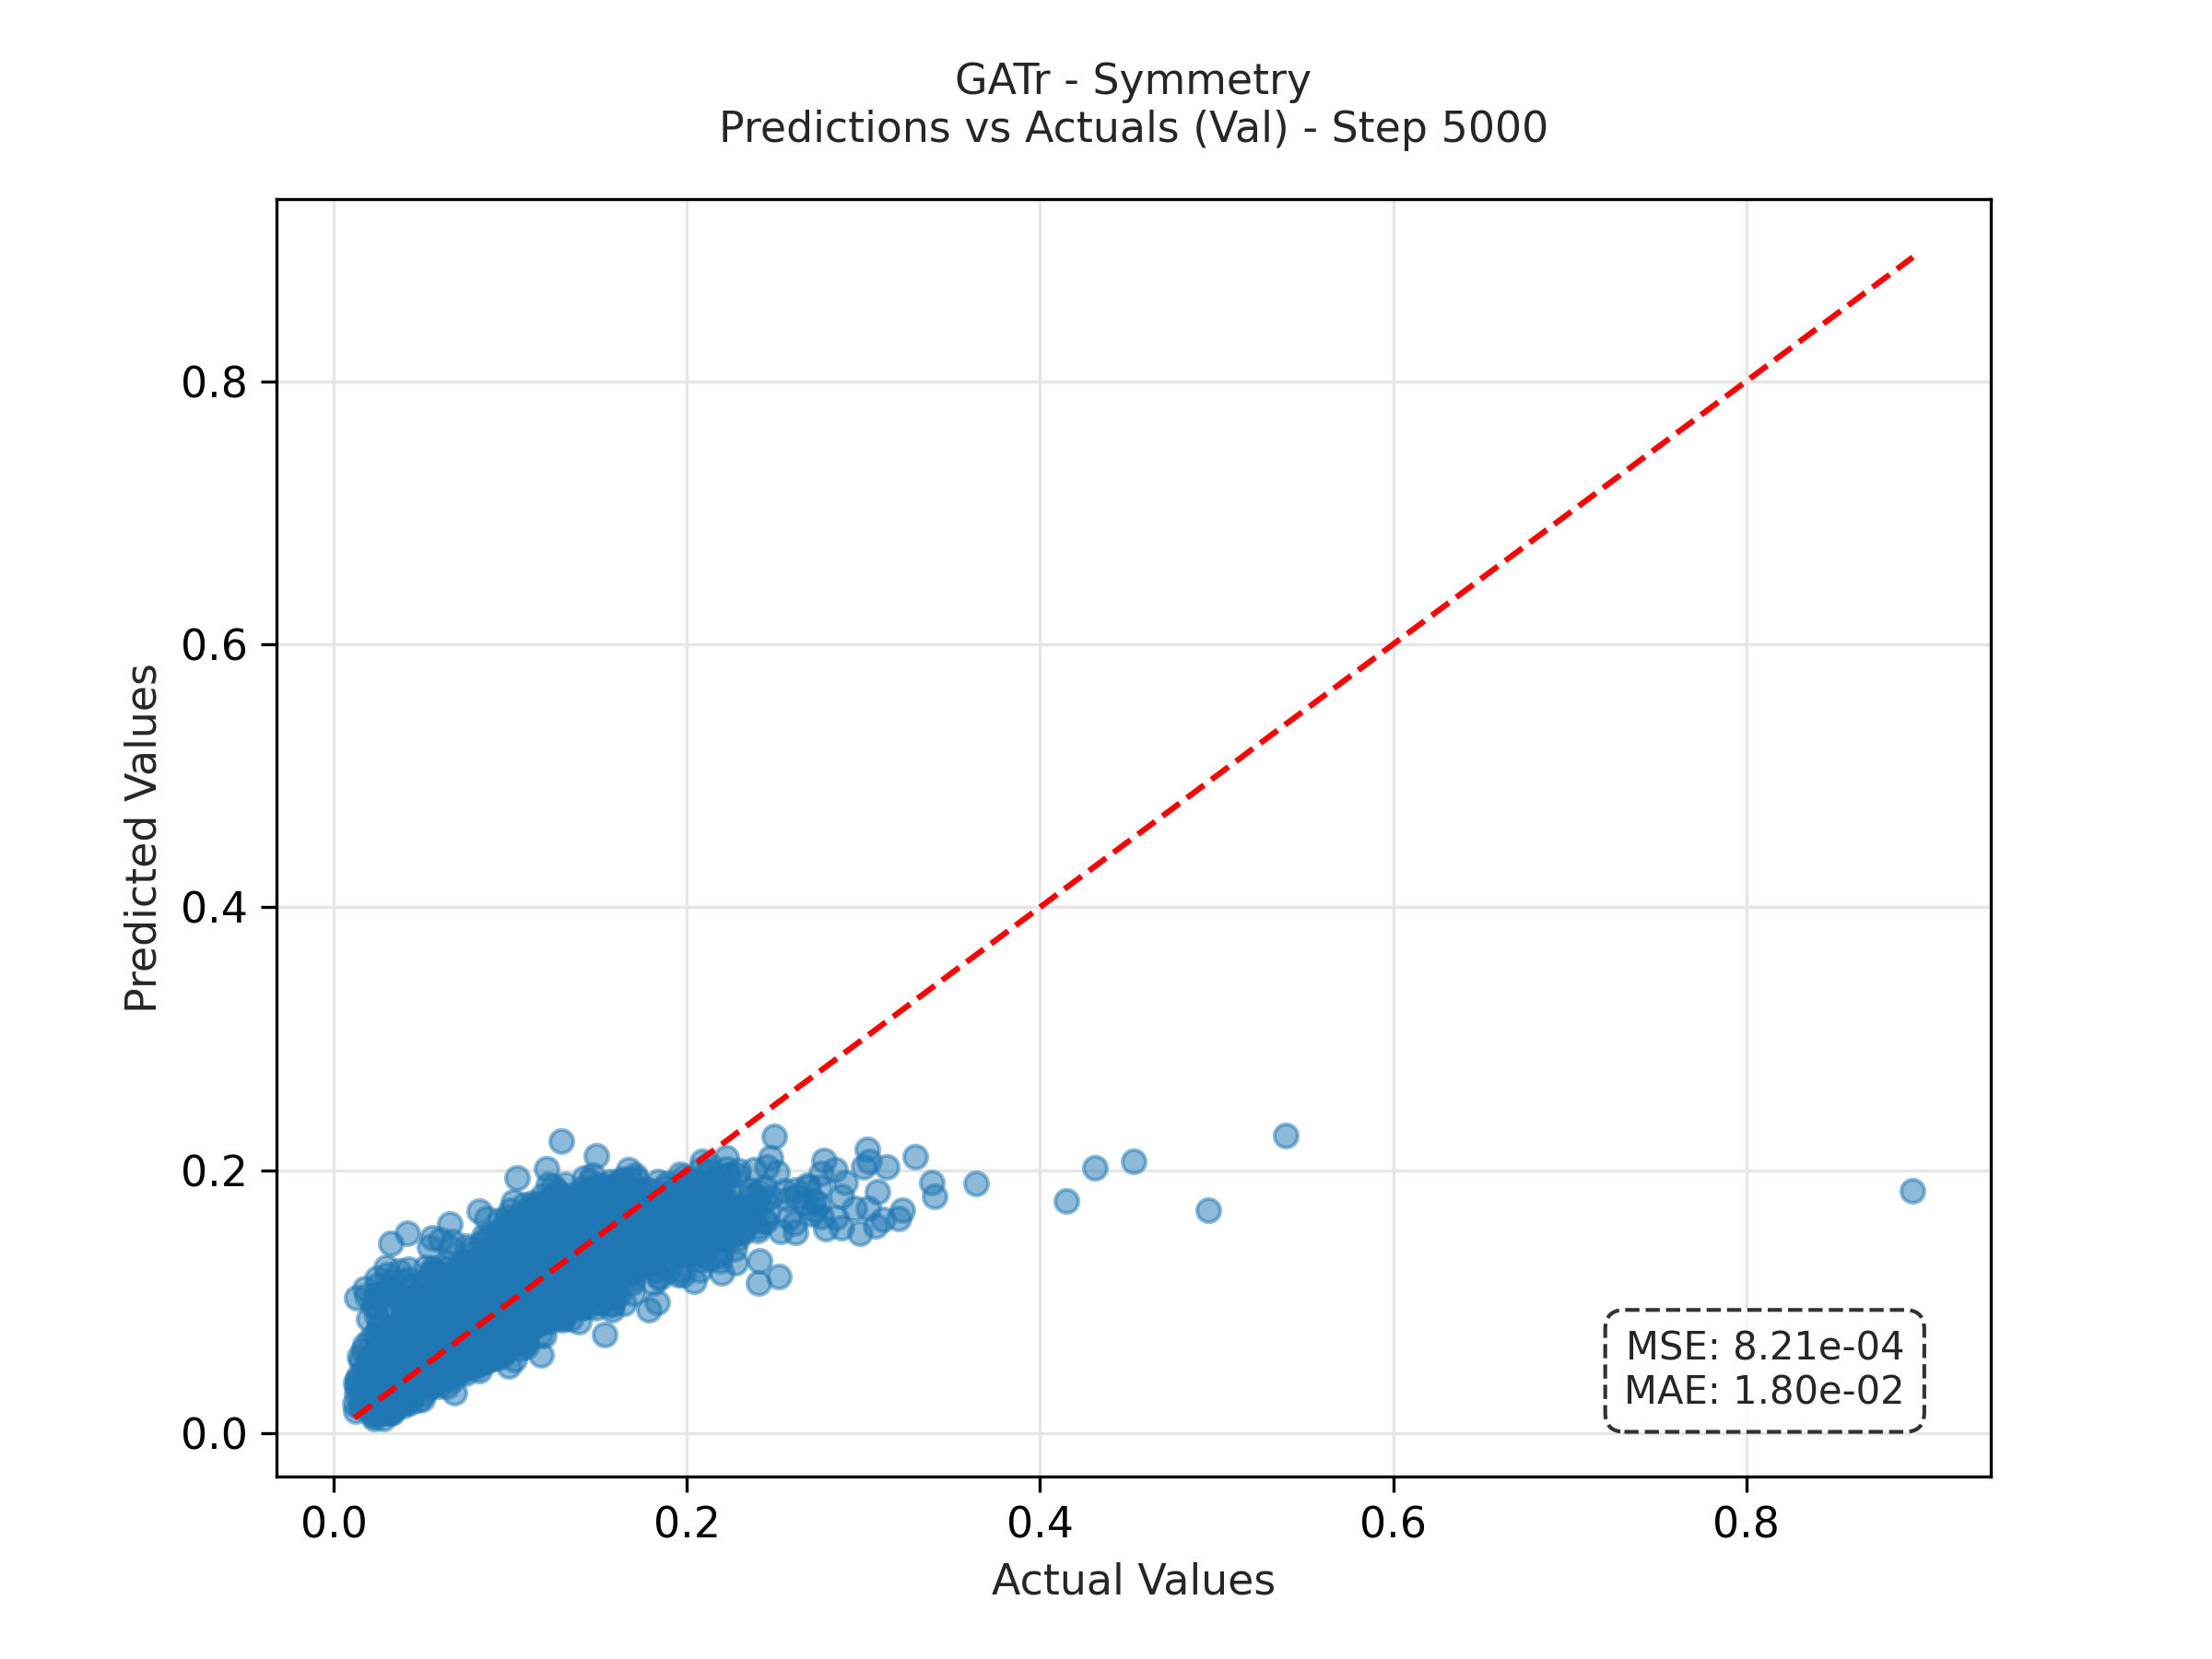 GATr - Symmetry
Predictions vs Actuals (Val) - Step 5000
Predicted Values
0.8
0.6
0.4
0.2
0.0
MSE: 8.21e-04
MAE: 1.80e-02
0.0
0.2
0.4
0.6
0.8
Actual Values